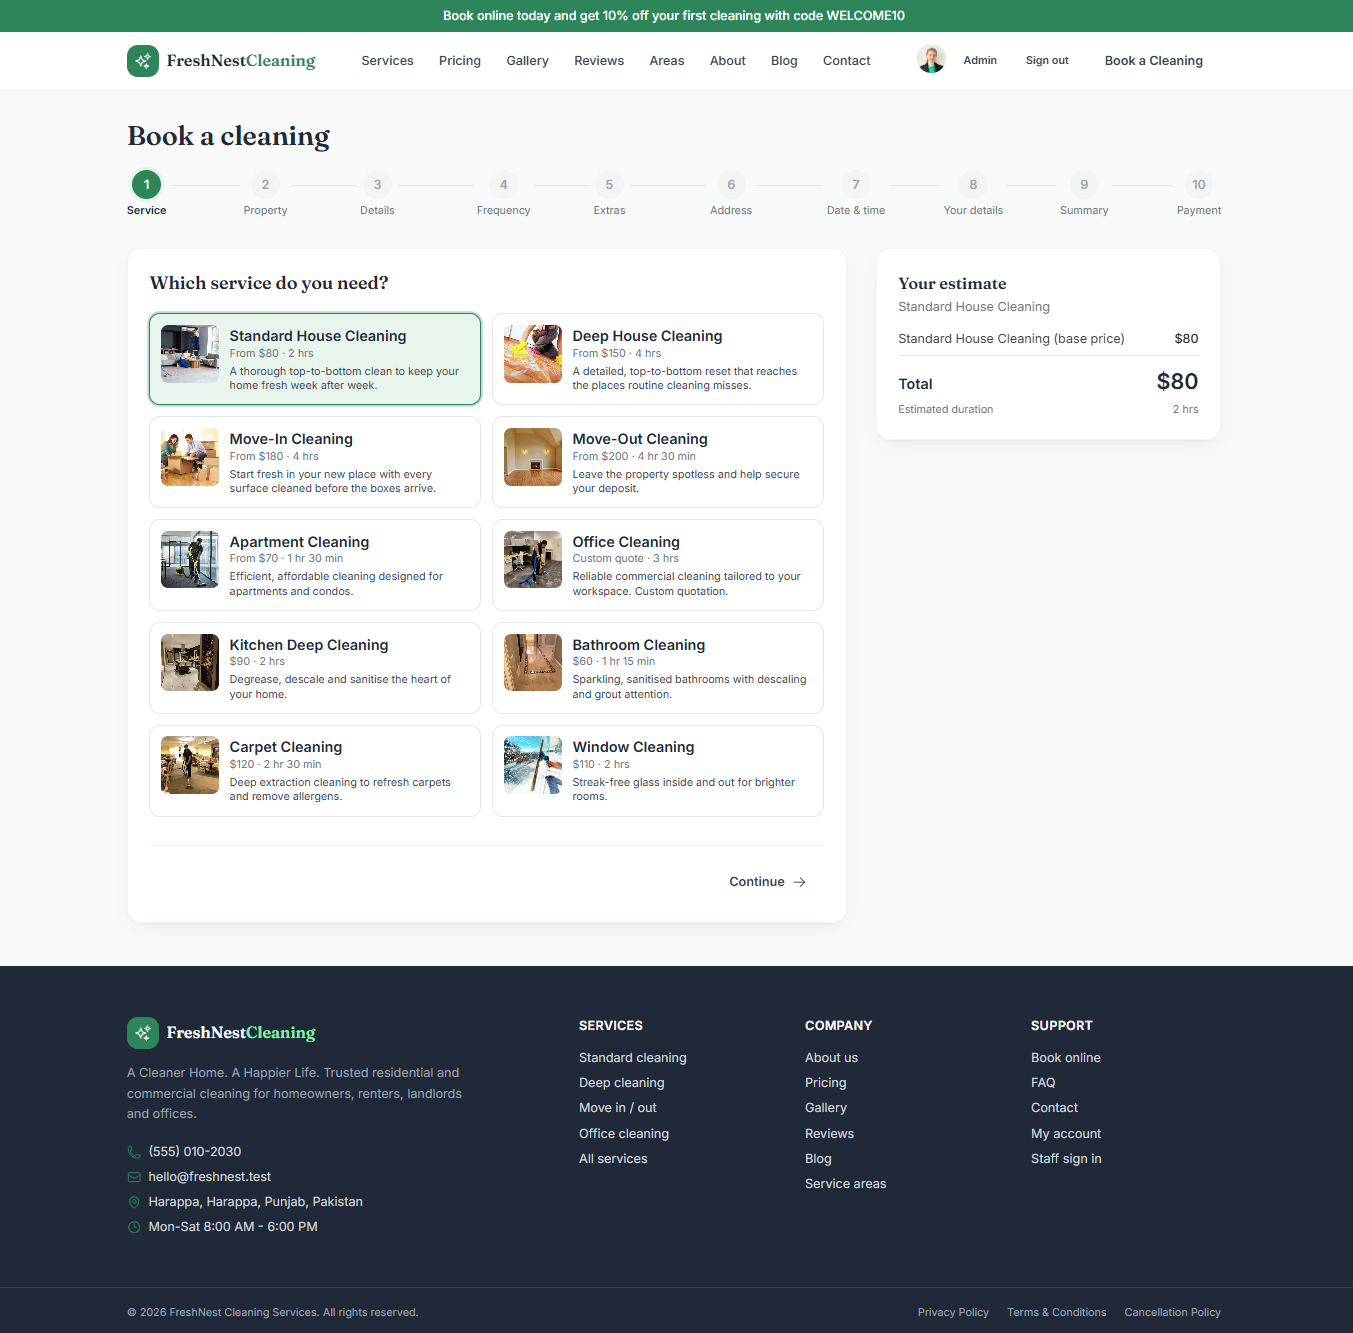 Book online today and get 10% off your first cleaning with code WELCOME10
FreshNestCleaning
Services Pricing Gallery Reviews Areas About Blog Contact
Admin Sign out Book a Cleaning
Book a cleaning
1 2 3 4 5 6 7 8 9 10
Service Property Details Frequency Extras Address Date & time Your details Summary Payment
Which service do you need?
Standard House Cleaning
From $80 · 2 hrs
A thorough top-to-bottom clean to keep your
home fresh week after week.
Deep House Cleaning
From $150 · 4 hrs
A detailed, top-to-bottom reset that reaches
the places routine cleaning misses.
Move-In Cleaning
From $180 · 4 hrs
Start fresh in your new place with every
surface cleaned before the boxes arrive.
Move-Out Cleaning
From $200 · 4 hr 30 min
Leave the property spotless and help secure
your deposit.
Apartment Cleaning
From $70 · 1 hr 30 min
Efficient, affordable cleaning designed for
apartments and condos.
Office Cleaning
Custom quote · 3 hrs
Reliable commercial cleaning tailored to your
workspace. Custom quotation.
Kitchen Deep Cleaning
$90 · 2 hrs
Degrease, descale and sanitise the heart of
your home.
Bathroom Cleaning
$60 · 1 hr 15 min
Sparkling, sanitised bathrooms with descaling
and grout attention.
Carpet Cleaning
$120 · 2 hr 30 min
Deep extraction cleaning to refresh carpets
and remove allergens.
Window Cleaning
$110 · 2 hrs
Streak-free glass inside and out for brighter
rooms.
Continue
Your estimate
Standard House Cleaning
Standard House Cleaning (base price) $80
Total $80
Estimated duration 2 hrs
FreshNestCleaning
A Cleaner Home. A Happier Life. Trusted residential and
commercial cleaning for homeowners, renters, landlords
and offices.
(555) 010-2030
hello@freshnest.test
Harappa, Harappa, Punjab, Pakistan
Mon-Sat 8:00 AM - 6:00 PM
SERVICES
Standard cleaning
Deep cleaning
Move in / out
Office cleaning
All services
COMPANY
About us
Pricing
Gallery
Reviews
Blog
Service areas
SUPPORT
Book online
FAQ
Contact
My account
Staff sign in
© 2026 FreshNest Cleaning Services. All rights reserved.
Privacy Policy Terms & Conditions Cancellation Policy